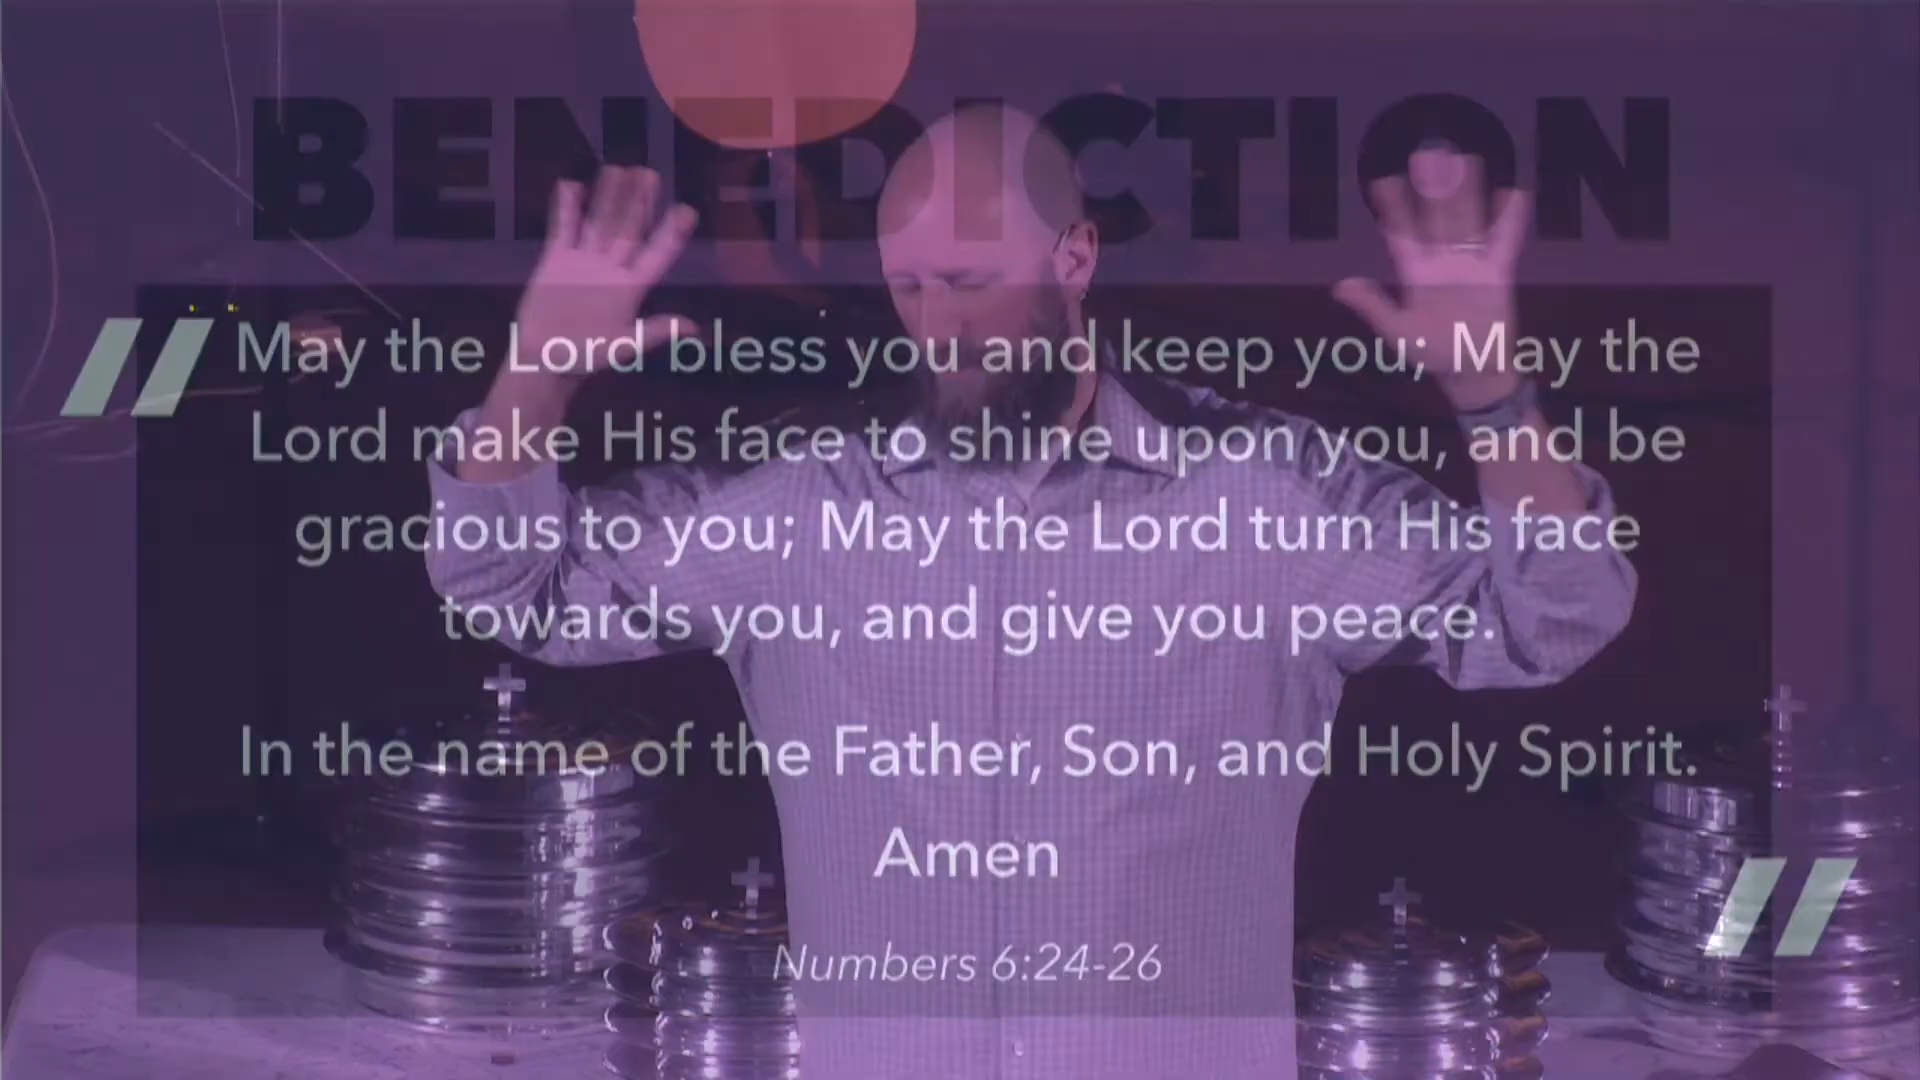 BENEDICTION
"May the Lord bless you and keep you; May the
Lord make His face to shine upon you, and be
gracious to you; May the Lord turn His face
towards you, and give you peace.
In the name of the Father, Son, and Holy Spirit.
Amen"
Numbers 6:24-26